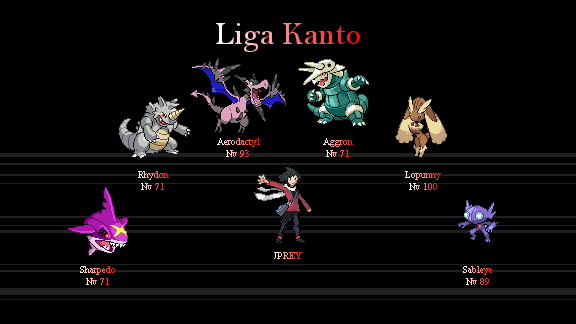 Liga Kanto
Aerodactyl
Nv 93
Aggron
Nv 71
Rhydon
Nv 71
Lopunny
Nv 100
JPREY
Sharpedo
Nv 71
Sableye
Nv 89